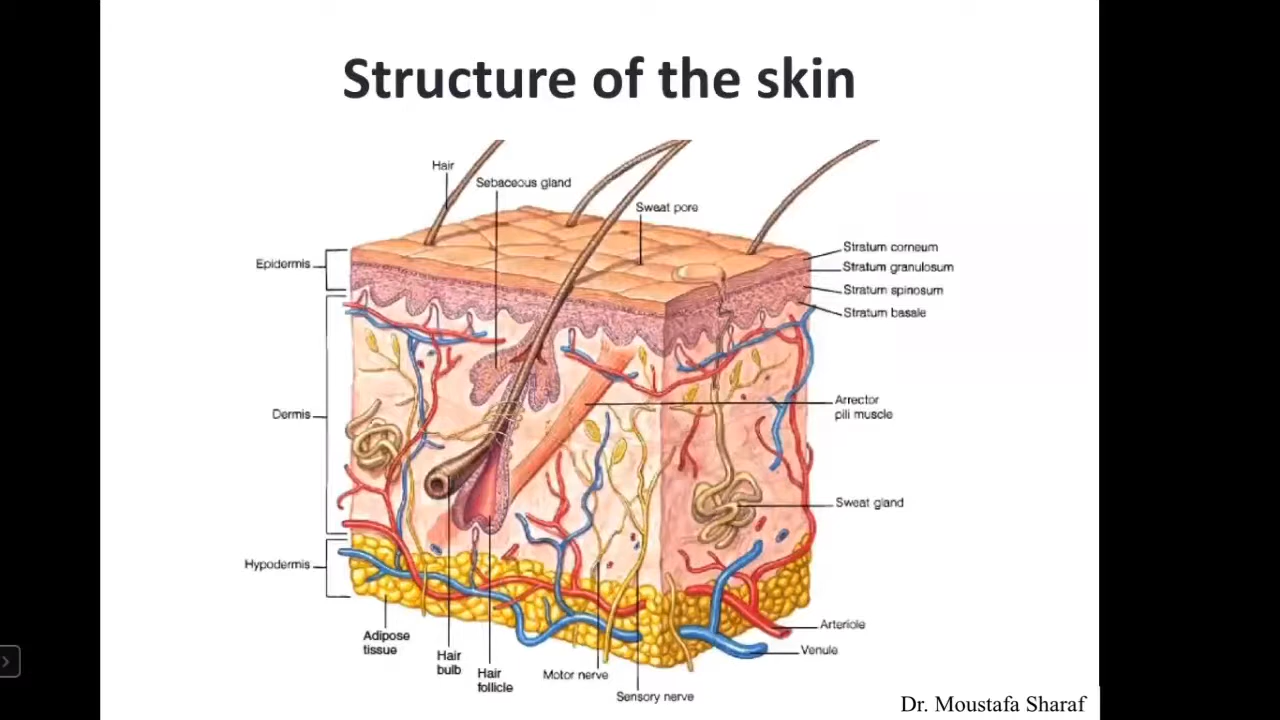 Structure of the skin
Hair
Sebaceous gland
Sweat pore
Epidermis
Stratum corneum
Stratum granulosum
Stratum spinosum
Stratum basale
Dermis
Arrector
pili muscle
Sweat gland
Hypodermis
Adipose
tissue
Hair
bulb
Hair
follicle
Motor nerve
Sensory nerve
Arteriole
Venule
Dr. Moustafa Sharaf